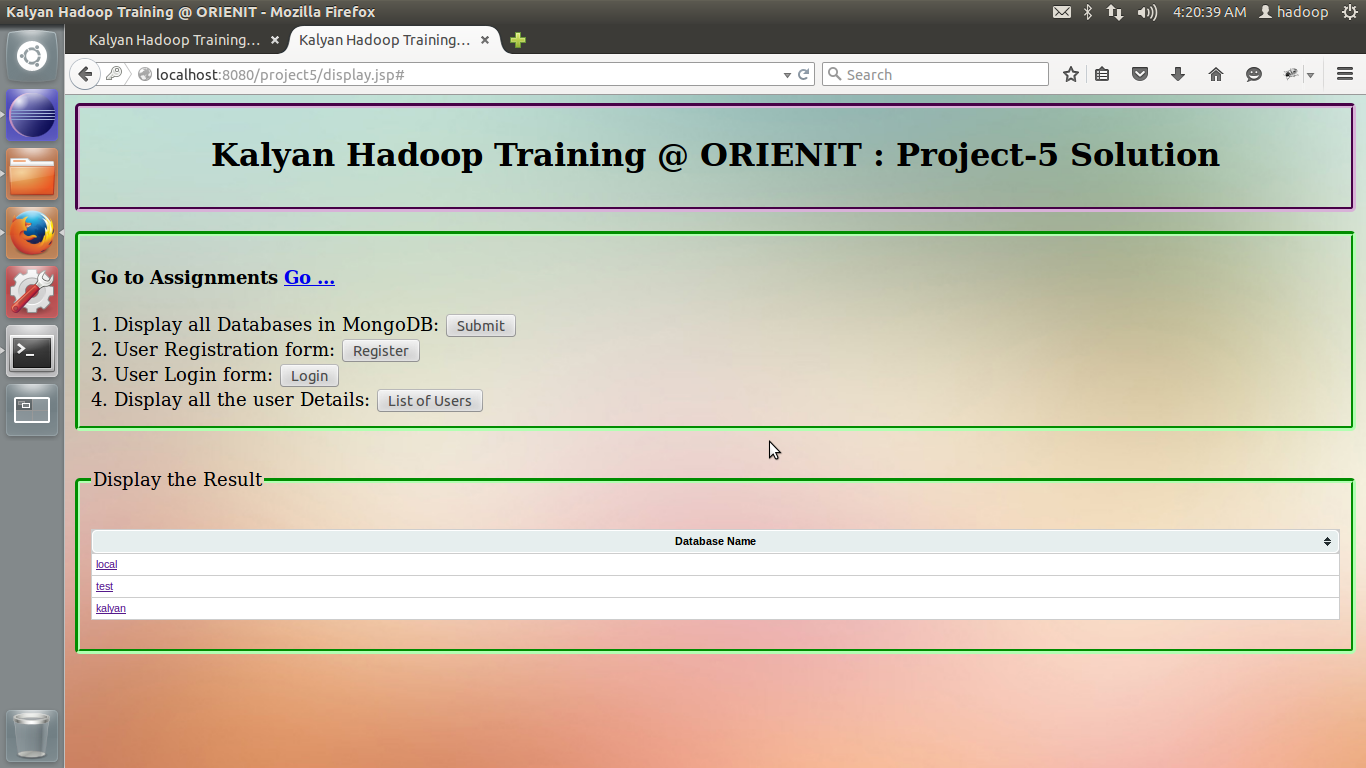 Kalyan Hadoop Training @ ORIENIT - Mozilla Firefox
4:20:39 AM hadoop
Kalyan Hadoop Training... Kalyan Hadoop Training...
localhost:8080/project5/display.jsp#
Search
Kalyan Hadoop Training @ ORIENIT : Project-5 Solution
Go to Assignments Go ...
1. Display all Databases in MongoDB: Submit
2. User Registration form: Register
3. User Login form: Login
4. Display all the user Details: List of Users
Display the Result
Database Name
local
test
kalyan